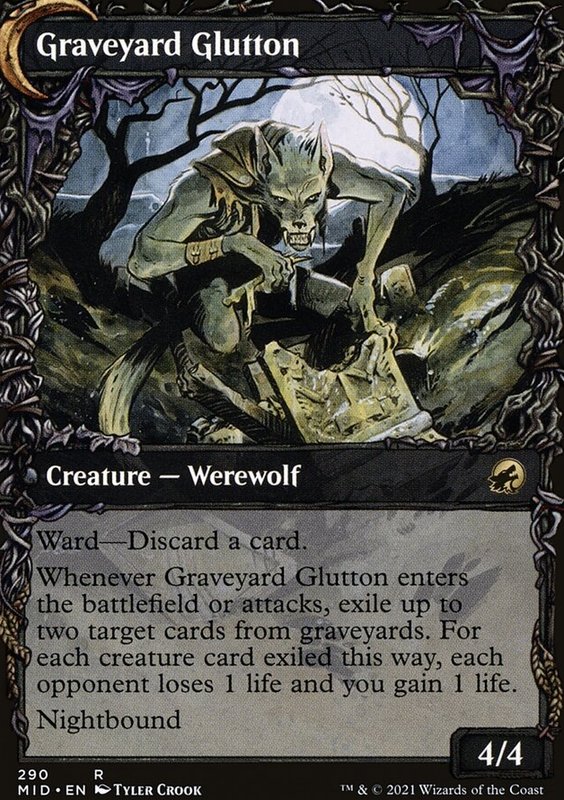 Graveyard Glutton
Creature — Werewolf
Ward—Discard a card.
Whenever Graveyard Glutton enters
the battlefield or attacks, exile up to
two target cards from graveyards. For
each creature card exiled this way, each
opponent loses 1 life and you gain 1 life.
Nightbound
4/4
290 R
MID • EN Tyler Crook
™ & © 2021 Wizards of the Coast